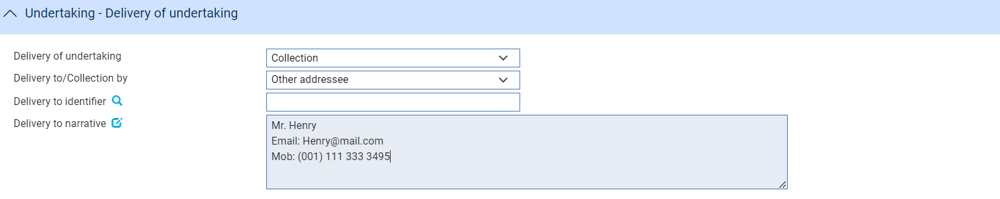 Undertaking - Delivery of undertaking
Delivery of undertaking
Collection
Delivery to/Collection by
Other addressee
Delivery to identifier
Delivery to narrative
Mr. Henry
Email: Henry@mail.com
Mob: (001) 111 333 3495